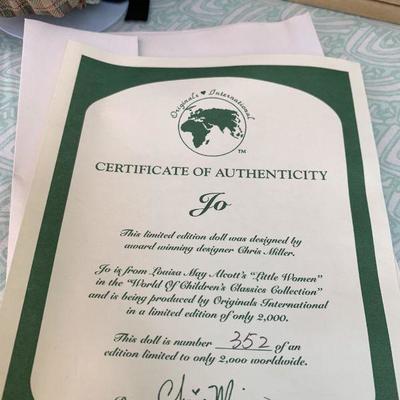 Originals ♥ International
TM
CERTIFICATE OF AUTHENTICITY
Jo
This limited edition doll was designed by
award winning designer Chris Miller.
Jo is from Louisa May Alcott's "Little Women"
in the "World Of Children's Classics Collection"
and is being produced by Originals International
in a limited edition of only 2,000.
This doll is number 352 of an
edition limited to only 2,000 worldwide.